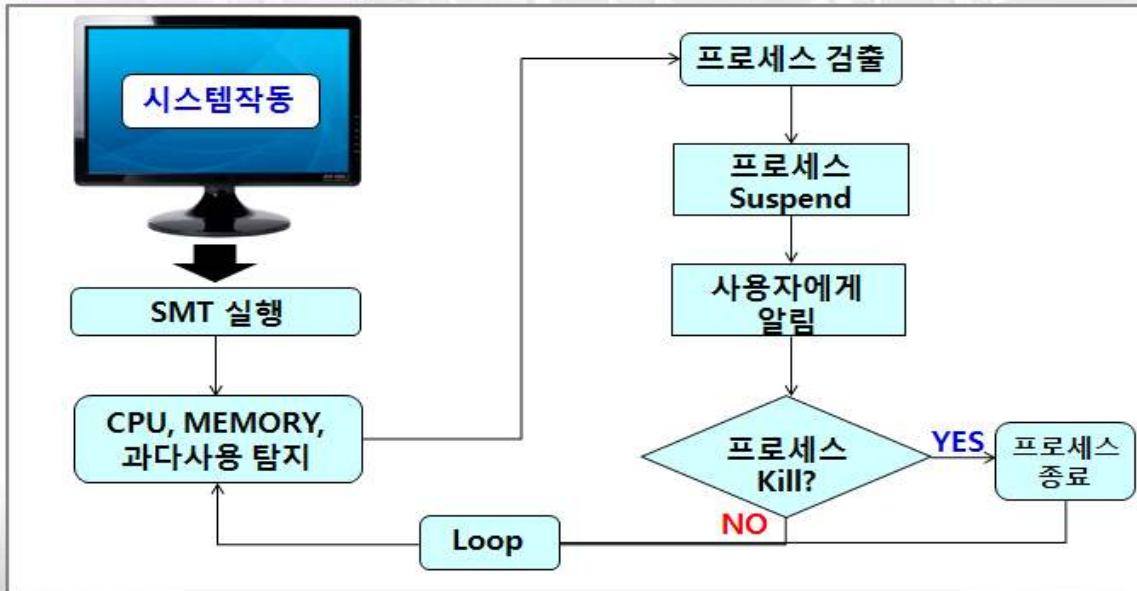 시스템작동
SMT 실행
CPU, MEMORY,
과다사용 탐지
프로세스 검출
프로세스
Suspend
사용자에게
알림
프로세스
Kill?
YES
프로세스
종료
NO
Loop